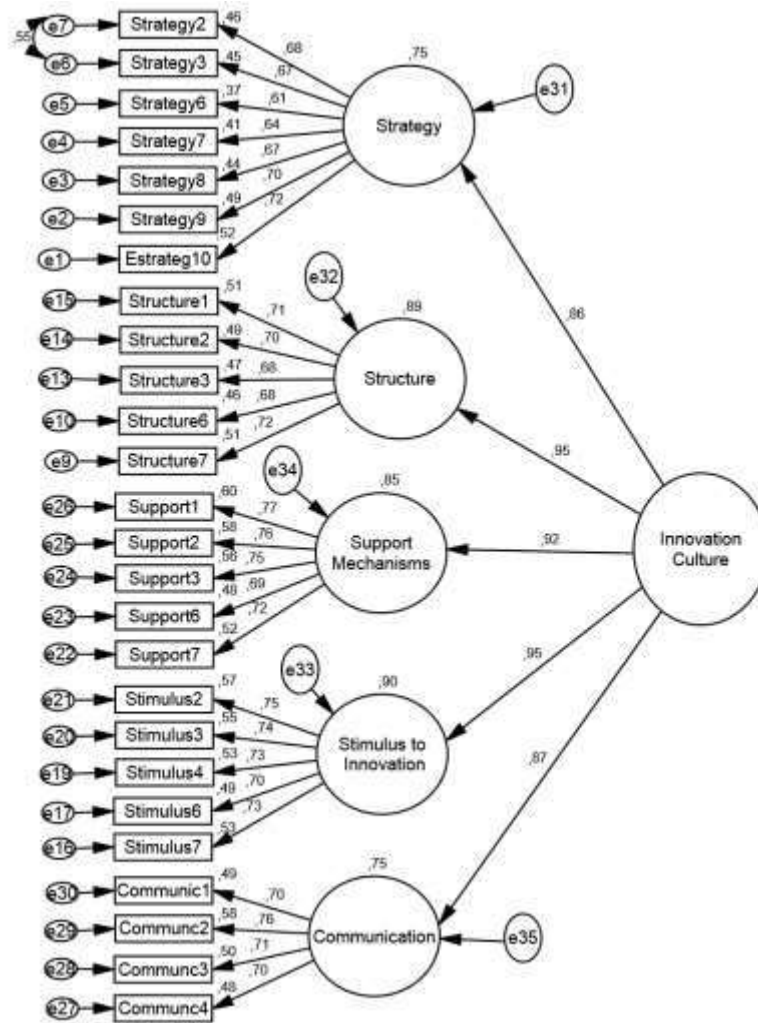 e7 Strategy2 ,46
,55
e6 Strategy3 ,45
e5 Strategy6 ,37
e4 Strategy7 ,41
e3 Strategy8 ,44
e2 Strategy9 ,49
e1 Estrateg10 ,52
,68
,67
,61
,64
,67
,70
,72
,75
Strategy
e31
e15 Structure1 ,51
e14 Structure2 ,49
e13 Structure3 ,47
e10 Structure6 ,46
e9 Structure7 ,51
,71
,70
,68
,68
,72
e32
,89
Structure
e26 Support1 ,60
e25 Support2 ,58
e24 Support3 ,56
e23 Support6 ,48
e22 Support7 ,52
,77
,76
,75
,69
,72
e34
,85
Support
Mechanisms
e21 Stimulus2 ,57
e20 Stimulus3 ,55
e19 Stimulus4 ,53
e17 Stimulus6 ,49
e16 Stimulus7 ,53
,75
,74
,73
,70
,73
e33
,90
Stimulus to
Innovation
e30 Communic1 ,49
e29 Communc2 ,58
e28 Communc3 ,50
e27 Communc4 ,48
,70
,76
,71
,70
,75
Communication
e35
,86
,95
,92
,95
,87
Innovation
Culture